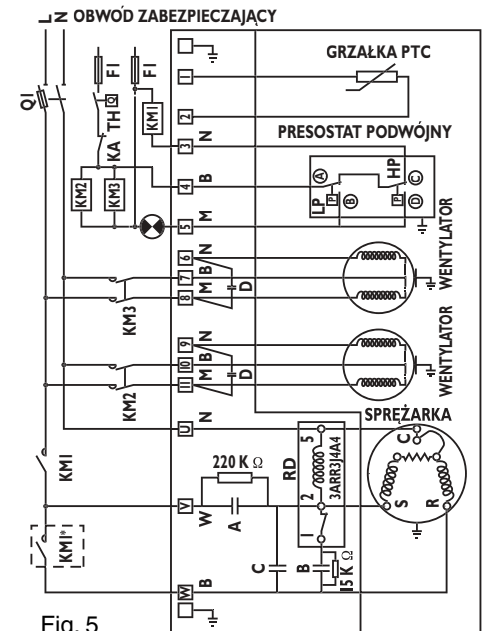 L
N OBWÓD ZABEZPIECZAJĄCY
Q1
F1
F1
TH
KA
KM1
KM2
KM3
GRZAŁKA PTC
PRESOSTAT PODWÓJNY
A
HP
C
LP
P
B
P
D
1
2
3 N
4 B
5 M
6 N
7 B
8 M
D
WENTYLATOR
KM3
9 N
10 B
11 M
D
WENTYLATOR
KM2
U N
SPRĘŻARKA
C
S
R
RD
5
3ARR3J4A4
2
1
KM1
220 K Ω
V W
A
C
B
15 K Ω
KM1*
W B
Fig. 5